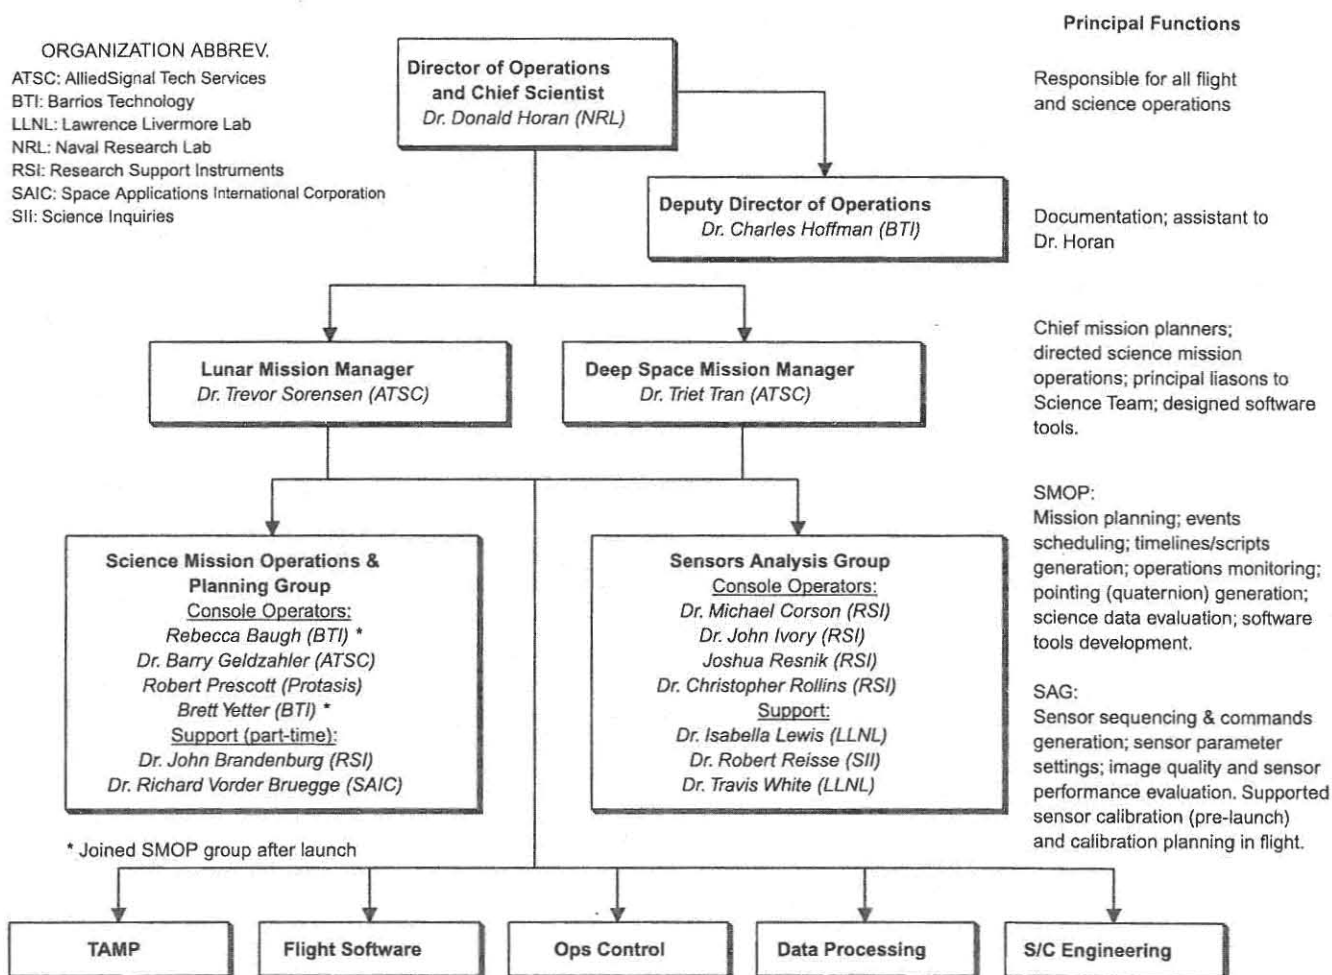 Principal Functions
ORGANIZATION ABBREV.
ATSC: AlliedSignal Tech Services
BTI: Barrios Technology
LLNL: Lawrence Livermore Lab
NRL: Naval Research Lab
RSI: Research Support Instruments
SAIC: Space Applications International Corporation
SII: Science Inquiries
Director of Operations
and Chief Scientist
Dr. Donald Horan (NRL)
Responsible for all flight
and science operations
Deputy Director of Operations
Dr. Charles Hoffman (BTI)
Documentation; assistant to
Dr. Horan
Lunar Mission Manager
Dr. Trevor Sorensen (ATSC)
Deep Space Mission Manager
Dr. Triet Tran (ATSC)
Chief mission planners;
directed science mission
operations; principal liasons to
Science Team; designed software
tools.
Science Mission Operations &
Planning Group
Console Operators:
Rebecca Baugh (BTI) *
Dr. Barry Geldzahler (ATSC)
Robert Prescott (Protasis)
Brett Yetter (BTI) *
Support (part-time):
Dr. John Brandenburg (RSI)
Dr. Richard Vorder Bruegge (SAIC)
* Joined SMOP group after launch
Sensors Analysis Group
Console Operators:
Dr. Michael Corson (RSI)
Dr. John Ivory (RSI)
Joshua Resnik (RSI)
Dr. Christopher Rollins (RSI)
Support:
Dr. Isabella Lewis (LLNL)
Dr. Robert Reisse (SII)
Dr. Travis White (LLNL)
SMOP:
Mission planning; events
scheduling; timelines/scripts
generation; operations monitoring;
pointing (quaternion) generation;
science data evaluation; software
tools development.
SAG:
Sensor sequencing & commands
generation; sensor parameter
settings; image quality and sensor
performance evaluation. Supported
sensor calibration (pre-launch)
and calibration planning in flight.
TAMP
Flight Software
Ops Control
Data Processing
S/C Engineering